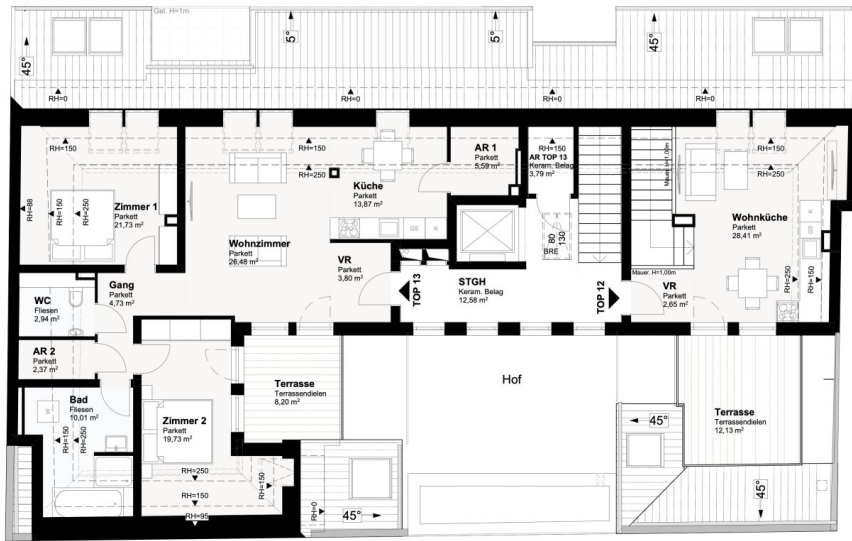 Gel. H=1m
45°
5°
5°
45°
RH=0
RH=0
RH=0
RH=0
RH=150
RH=150
RH=250
RH=150
RH=150
RH=250
AR 1
Parkett
5,59 m²
AR TOP 13
Keram. Belag
3,79 m²
Küche
Parkett
13,87 m²
GS
K
RH=88
RH=150
RH=250
Zimmer 1
Parkett
21,73 m²
Wohnzimmer
Parkett
26,48 m²
VR
Parkett
3,80 m²
80
130
BRE
Mauer. H=1,00m
Mauer. H=1,00m
Wohnküche
Parkett
28,41 m²
K
GS
RH=250
RH=150
TOP 13
STGH
Keram. Belag
12,58 m²
TOP 12
VR
Parkett
2,65 m²
WC
Fliesen
2,94 m²
Gang
Parkett
4,73 m²
AR 2
Parkett
2,37 m²
Bad
Fliesen
10,01 m²
W
RH=150
RH=250
Zimmer 2
Parkett
19,73 m²
Terrasse
Terrassendielen
8,20 m²
Hof
Terrasse
Terrassendielen
12,13 m²
RH=250
RH=150
RH=95
RH=150
RH=0
45°
45°
45°